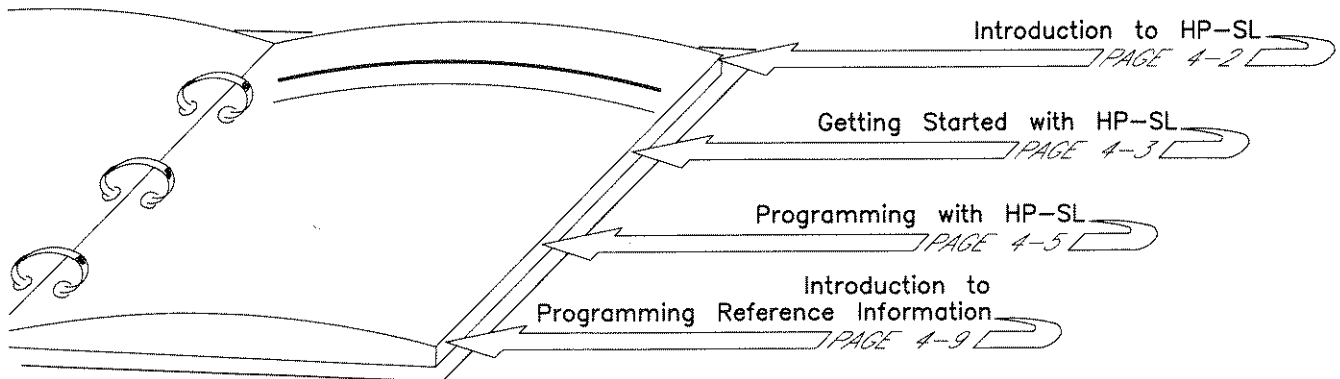 Introduction to HP-SL
PAGE 4-2
Getting Started with HP-SL
PAGE 4-3
Programming with HP-SL
PAGE 4-5
Introduction to
Programming Reference Information
PAGE 4-9